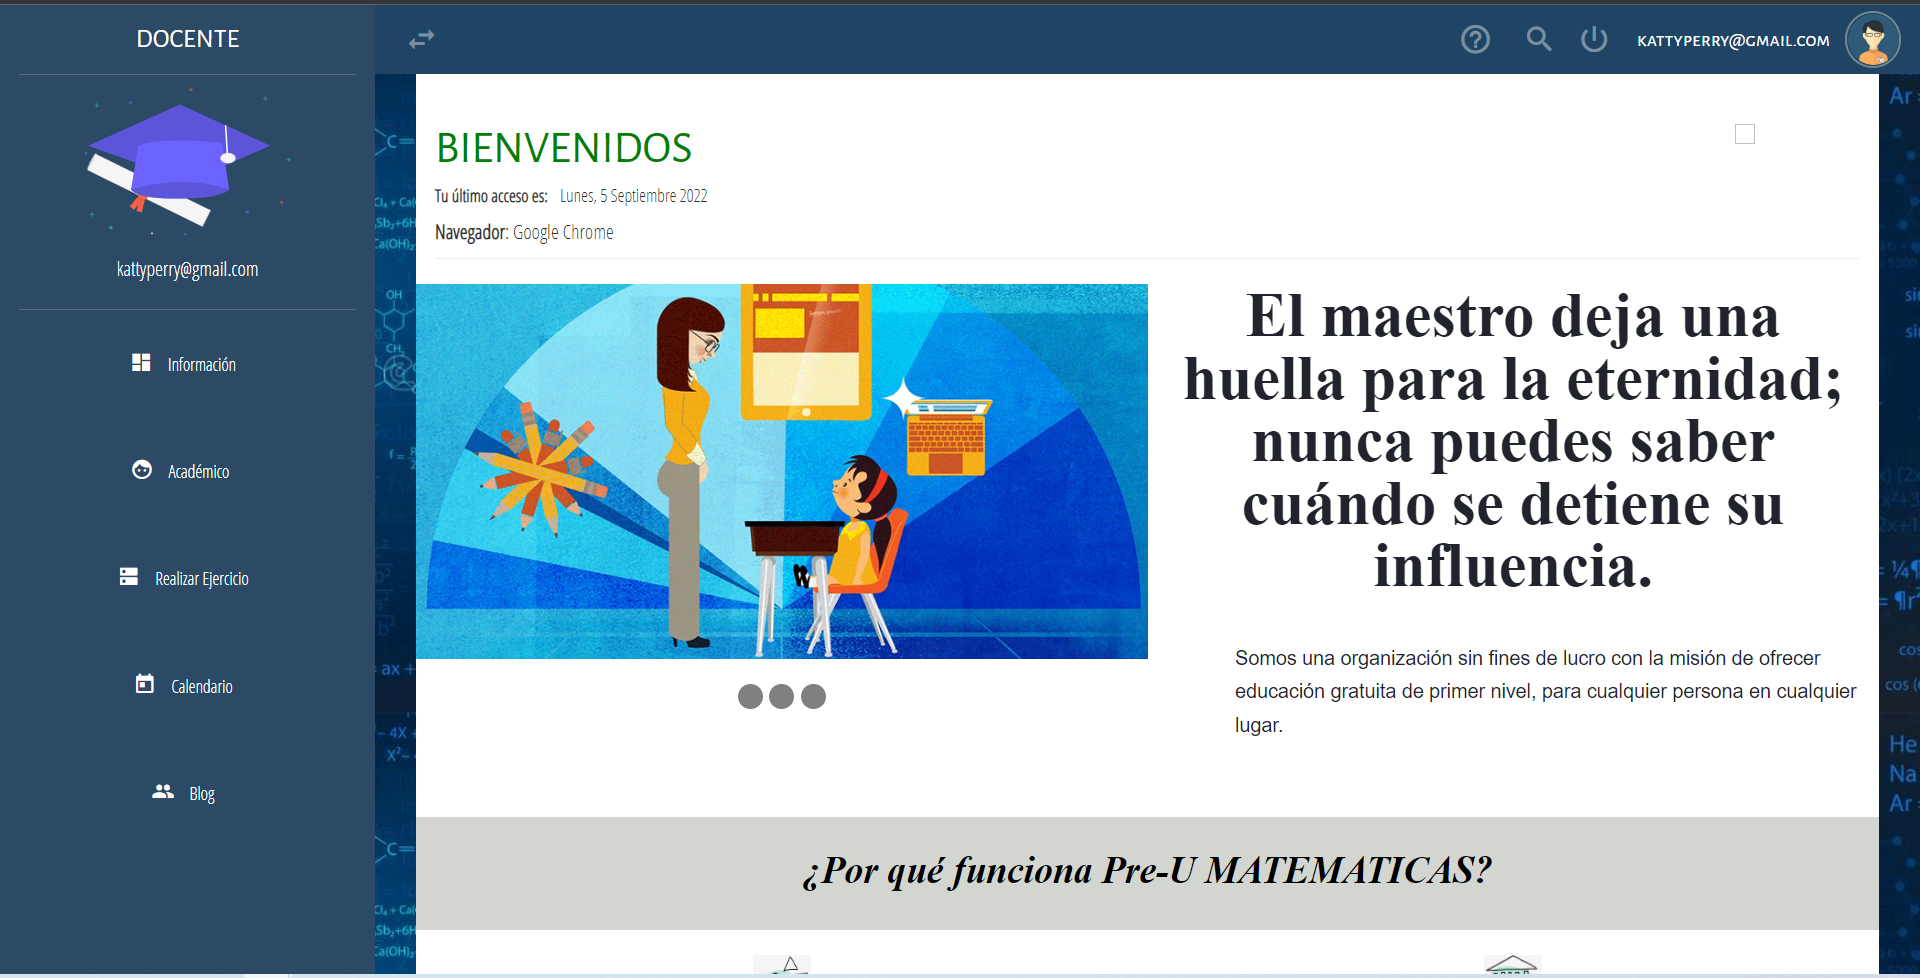 DOCENTE
KATTYPERRY@GMAIL.COM
kattyperry@gmail.com
Información
Académico
Realizar Ejercicio
Calendario
Blog
BIENVENIDOS
Tu último acceso es: Lunes, 5 Septiembre 2022
Navegador: Google Chrome
El maestro deja una
huella para la eternidad;
nunca puedes saber
cuándo se detiene su
influencia.
Somos una organización sin fines de lucro con la misión de ofrecer
educación gratuita de primer nivel, para cualquier persona en cualquier
lugar.
¿Por qué funciona Pre-U MATEMATICAS?